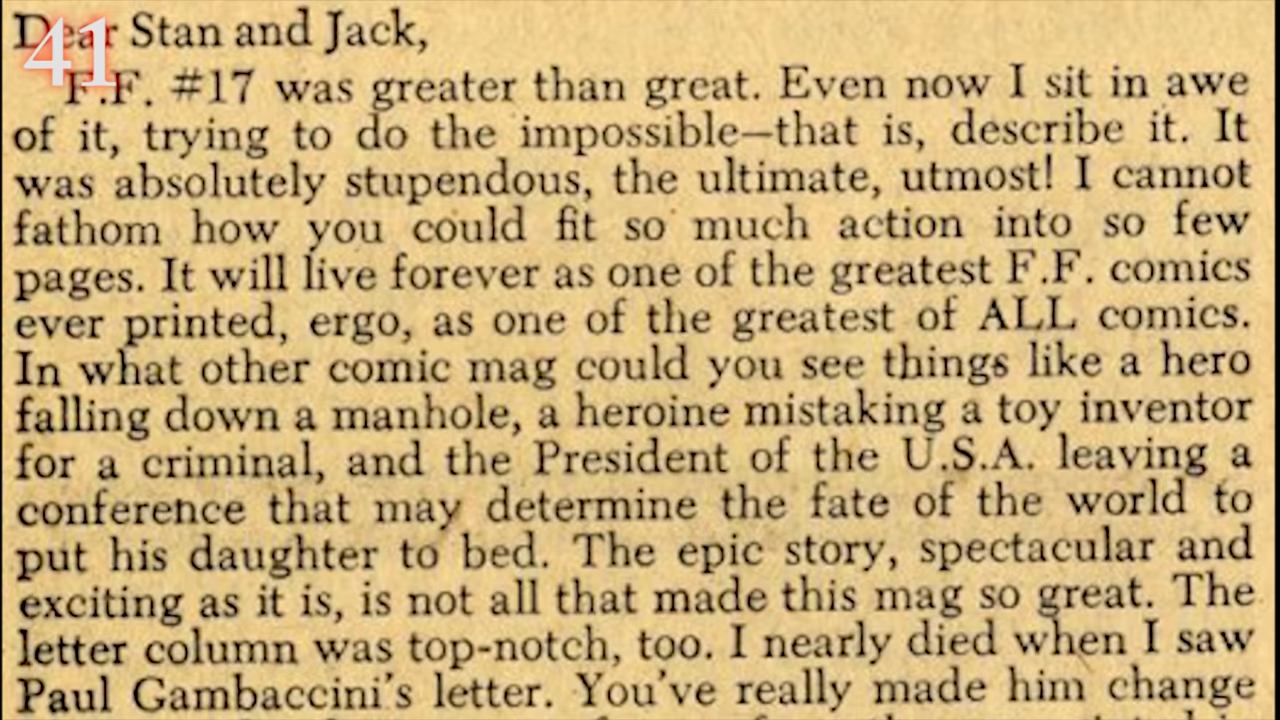 41
Dear Stan and Jack,
F.F. #17 was greater than great. Even now I sit in awe
of it, trying to do the impossible—that is, describe it. It
was absolutely stupendous, the ultimate, utmost! I cannot
fathom how you could fit so much action into so few
pages. It will live forever as one of the greatest F.F. comics
ever printed, ergo, as one of the greatest of ALL comics.
In what other comic mag could you see things like a hero
falling down a manhole, a heroine mistaking a toy inventor
for a criminal, and the President of the U.S.A. leaving a
conference that may determine the fate of the world to
put his daughter to bed. The epic story, spectacular and
exciting as it is, is not all that made this mag so great. The
letter column was top-notch, too. I nearly died when I saw
Paul Gambaccini's letter. You've really made him change